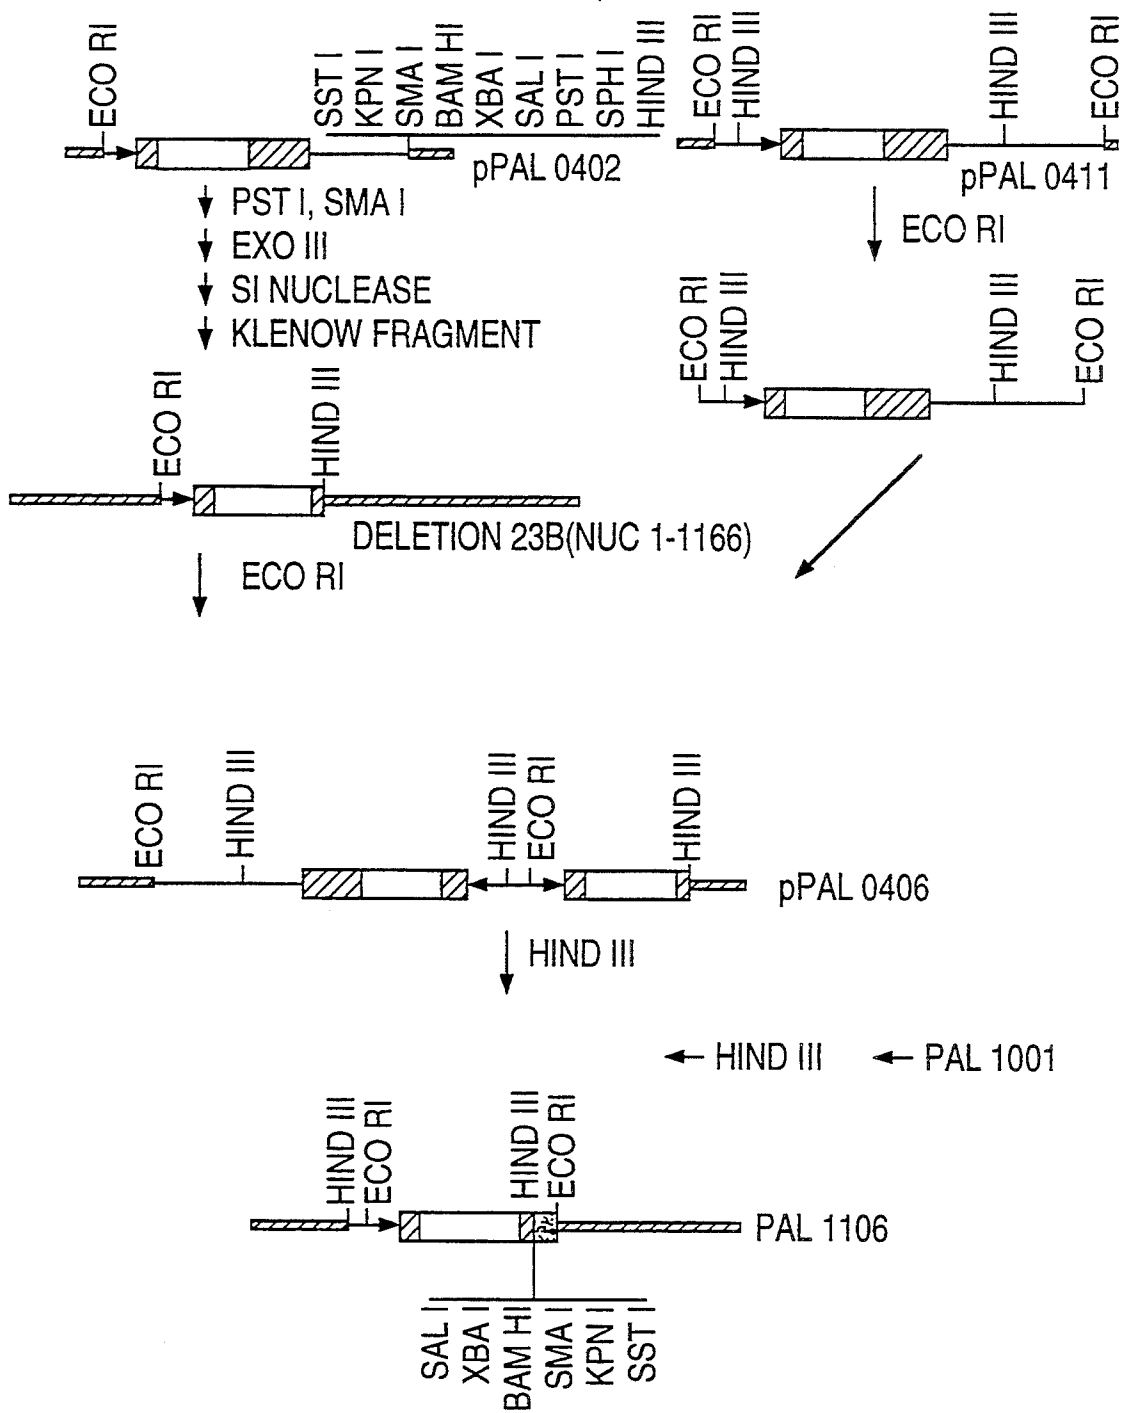 ECO RI
SST I
KPN I
SMA I
BAM HI
XBA I
SAL I
PST I
SPH I
HIND III
pPAL 0402
ECO RI
HIND III
HIND III
ECO RI
pPAL 0411
PST I, SMA I
EXO III
SI NUCLEASE
KLENOW FRAGMENT
ECO RI
ECO RI
HIND III
HIND III
ECO RI
ECO RI
HIND III
DELETION 23B(NUC 1-1166)
ECO RI
ECO RI
HIND III
HIND III
ECO RI
HIND III
pPAL 0406
HIND III
HIND III
PAL 1001
HIND III
ECO RI
HIND III
ECO RI
PAL 1106
SAL I
XBA I
BAM HI
SMA I
KPN I
SST I